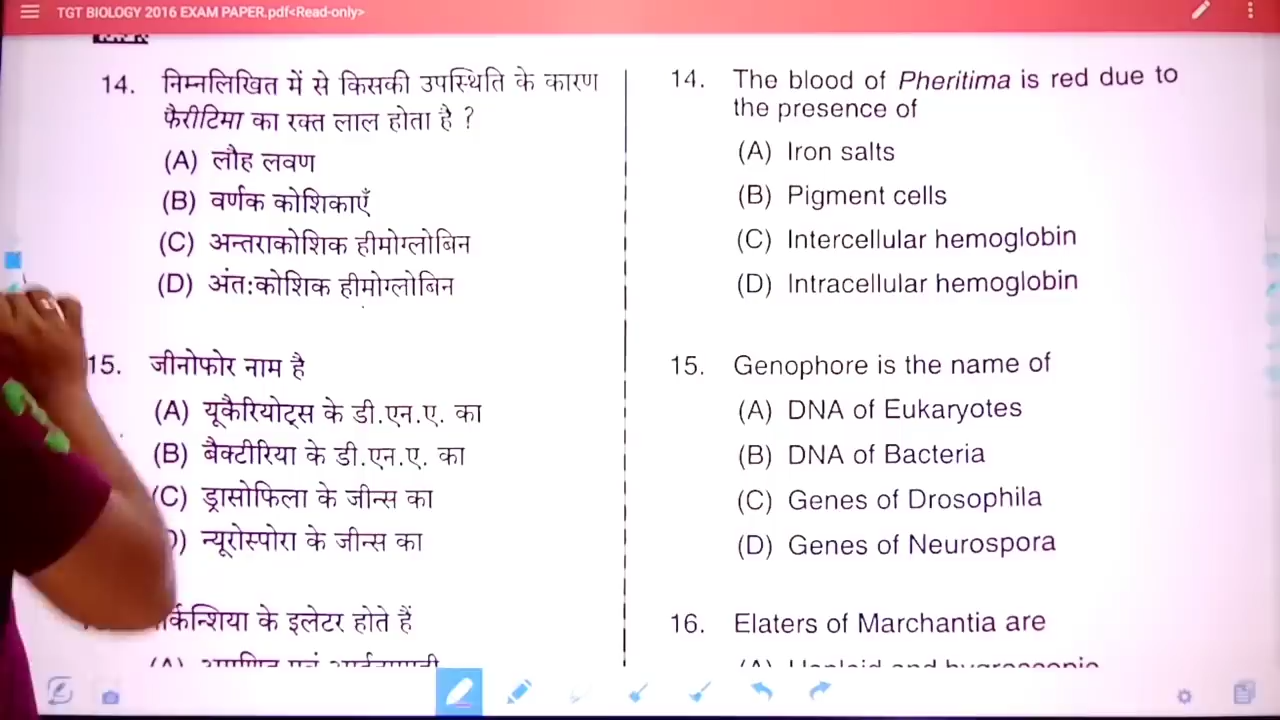 TGT BIOLOGY 2016 EXAM PAPER.pdf<Read-only>
14. निम्नलिखित में से किसकी उपस्थिति के कारण
फैरीटिमा का रक्त लाल होता है ?
(A) लौह लवण
(B) वर्णक कोशिकाएँ
(C) अन्तराकोशिक हीमोग्लोबिन
(D) अंत:कोशिक हीमोग्लोबिन
15. जीनोफोर नाम है
(A) यूकैरियोट्स के डी.एन.ए. का
(B) बैक्टीरिया के डी.एन.ए. का
(C) ड्रासोफिला के जीन्स का
D) न्यूरोस्पोरा के जीन्स का
के इलेटर होते हैं
14. The blood of Pheritima is red due to
the presence of
(A) Iron salts
(B) Pigment cells
(C) Intercellular hemoglobin
(D) Intracellular hemoglobin
15. Genophore is the name of
(A) DNA of Eukaryotes
(B) DNA of Bacteria
(C) Genes of Drosophila
(D) Genes of Neurospora
16. Elaters of Marchantia are
(A) Haploid and hygroscopic